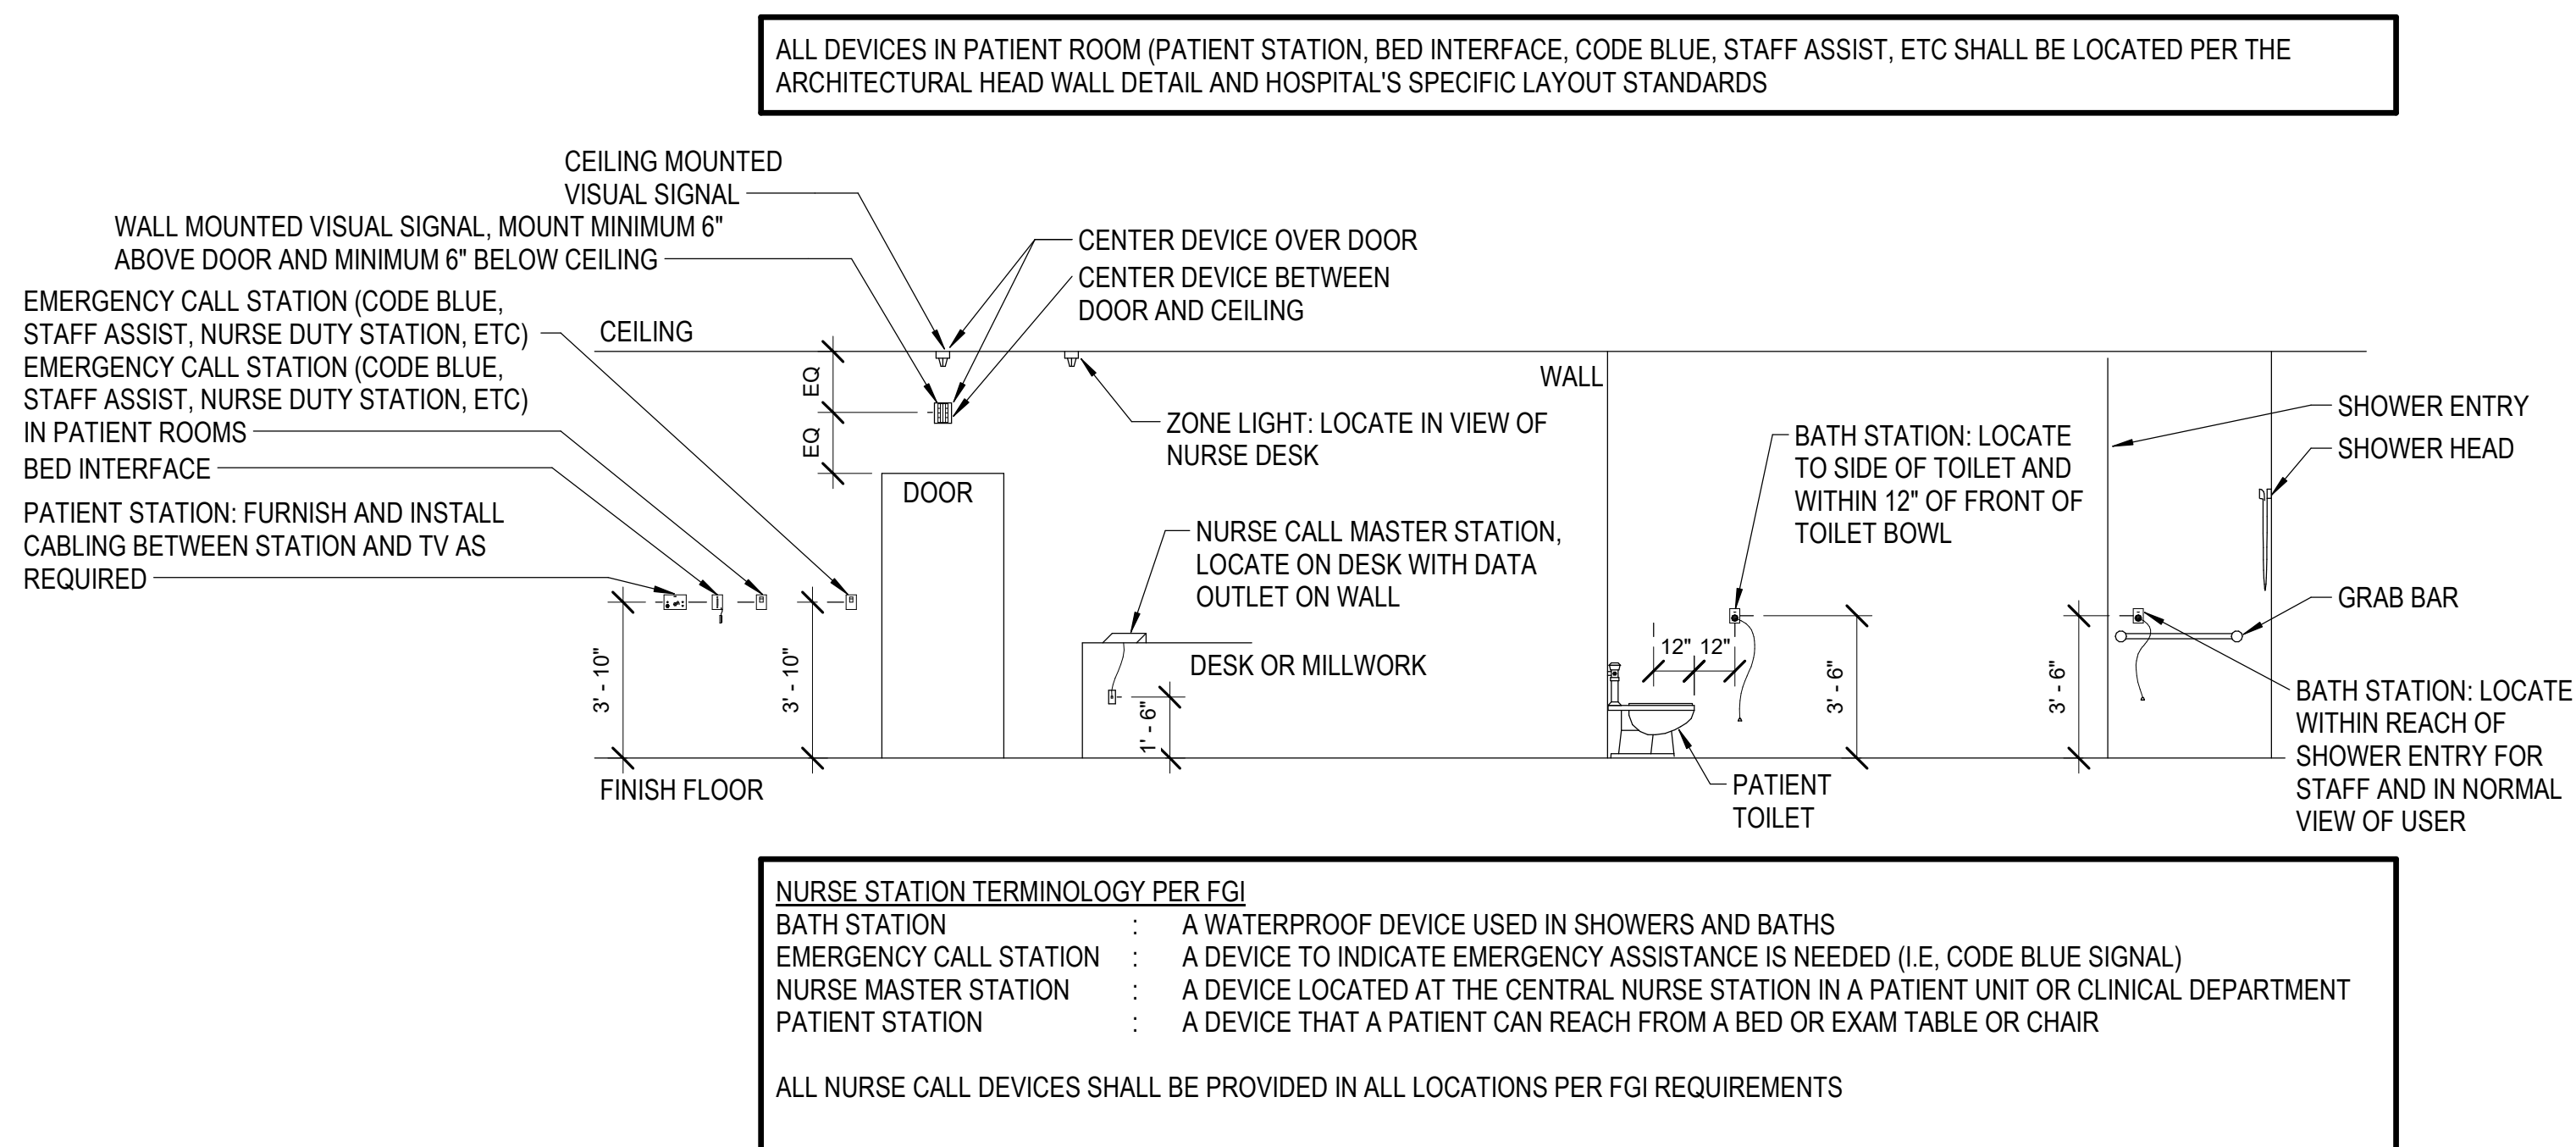 ALL DEVICES IN PATIENT ROOM (PATIENT STATION, BED INTERFACE, CODE BLUE, STAFF ASSIST, ETC SHALL BE LOCATED PER THE
ARCHITECTURAL HEAD WALL DETAIL AND HOSPITAL'S SPECIFIC LAYOUT STANDARDS
CEILING MOUNTED
VISUAL SIGNAL
WALL MOUNTED VISUAL SIGNAL, MOUNT MINIMUM 6"
ABOVE DOOR AND MINIMUM 6" BELOW CEILING
EMERGENCY CALL STATION (CODE BLUE,
STAFF ASSIST, NURSE DUTY STATION, ETC)
EMERGENCY CALL STATION (CODE BLUE,
STAFF ASSIST, NURSE DUTY STATION, ETC)
IN PATIENT ROOMS
BED INTERFACE
PATIENT STATION: FURNISH AND INSTALL
CABLING BETWEEN STATION AND TV AS
REQUIRED
CENTER DEVICE OVER DOOR
CENTER DEVICE BETWEEN
DOOR AND CEILING
CEILING
EQ
EQ
DOOR
3' - 10"
3' - 10"
FINISH FLOOR
ZONE LIGHT: LOCATE IN VIEW OF
NURSE DESK
NURSE CALL MASTER STATION,
LOCATE ON DESK WITH DATA
OUTLET ON WALL
DESK OR MILLWORK
1' - 6"
WALL
BATH STATION: LOCATE
TO SIDE OF TOILET AND
WITHIN 12" OF FRONT OF
TOILET BOWL
12"
12"
3' - 6"
PATIENT
TOILET
3' - 6"
SHOWER ENTRY
SHOWER HEAD
GRAB BAR
BATH STATION: LOCATE
WITHIN REACH OF
SHOWER ENTRY FOR
STAFF AND IN NORMAL
VIEW OF USER
NURSE STATION TERMINOLOGY PER FGI
BATH STATION : A WATERPROOF DEVICE USED IN SHOWERS AND BATHS
EMERGENCY CALL STATION : A DEVICE TO INDICATE EMERGENCY ASSISTANCE IS NEEDED (I.E, CODE BLUE SIGNAL)
NURSE MASTER STATION : A DEVICE LOCATED AT THE CENTRAL NURSE STATION IN A PATIENT UNIT OR CLINICAL DEPARTMENT
PATIENT STATION : A DEVICE THAT A PATIENT CAN REACH FROM A BED OR EXAM TABLE OR CHAIR
ALL NURSE CALL DEVICES SHALL BE PROVIDED IN ALL LOCATIONS PER FGI REQUIREMENTS